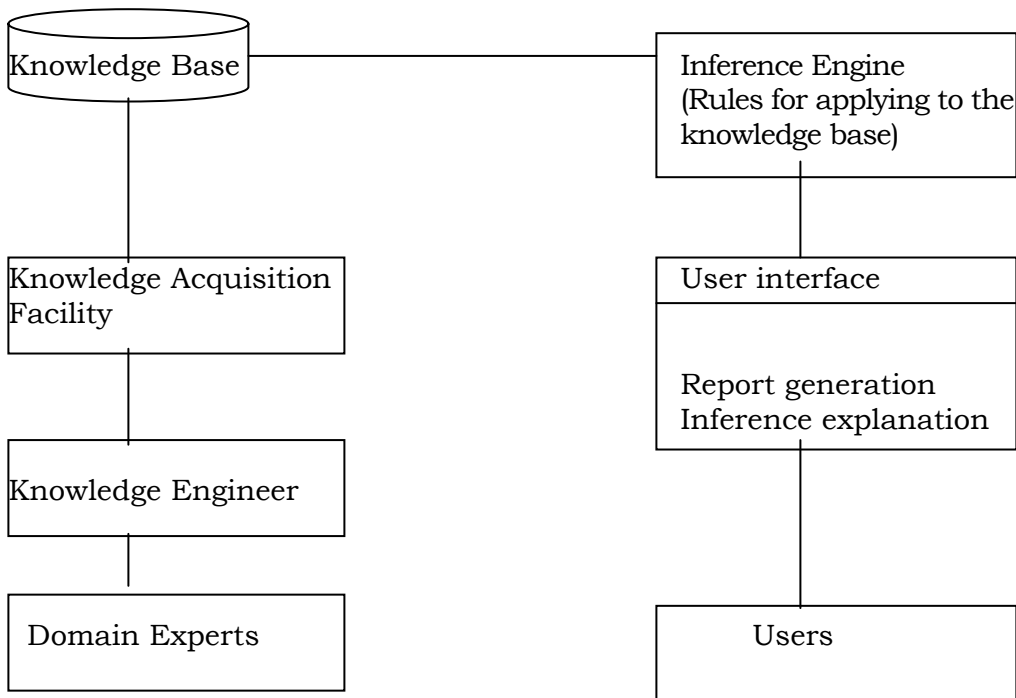 Knowledge Base
Inference Engine
(Rules for applying to the
knowledge base)
Knowledge Acquisition
Facility
User interface
Report generation
Inference explanation
Knowledge Engineer
Domain Experts
Users